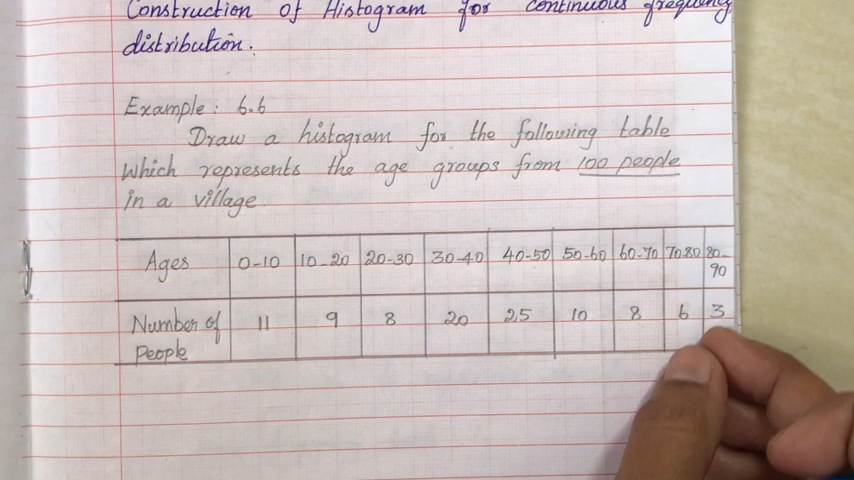 Construction of Histogram for continuous frequency
distribution.
Example: 6.6
Draw a histogram for the following table
which represents the age groups from 100 people
in a village
Ages 0-10 10-20 20-30 30-40 40-50 50-60 60-70 70-80 80-90
Number of People 11 9 8 20 25 10 8 6 3